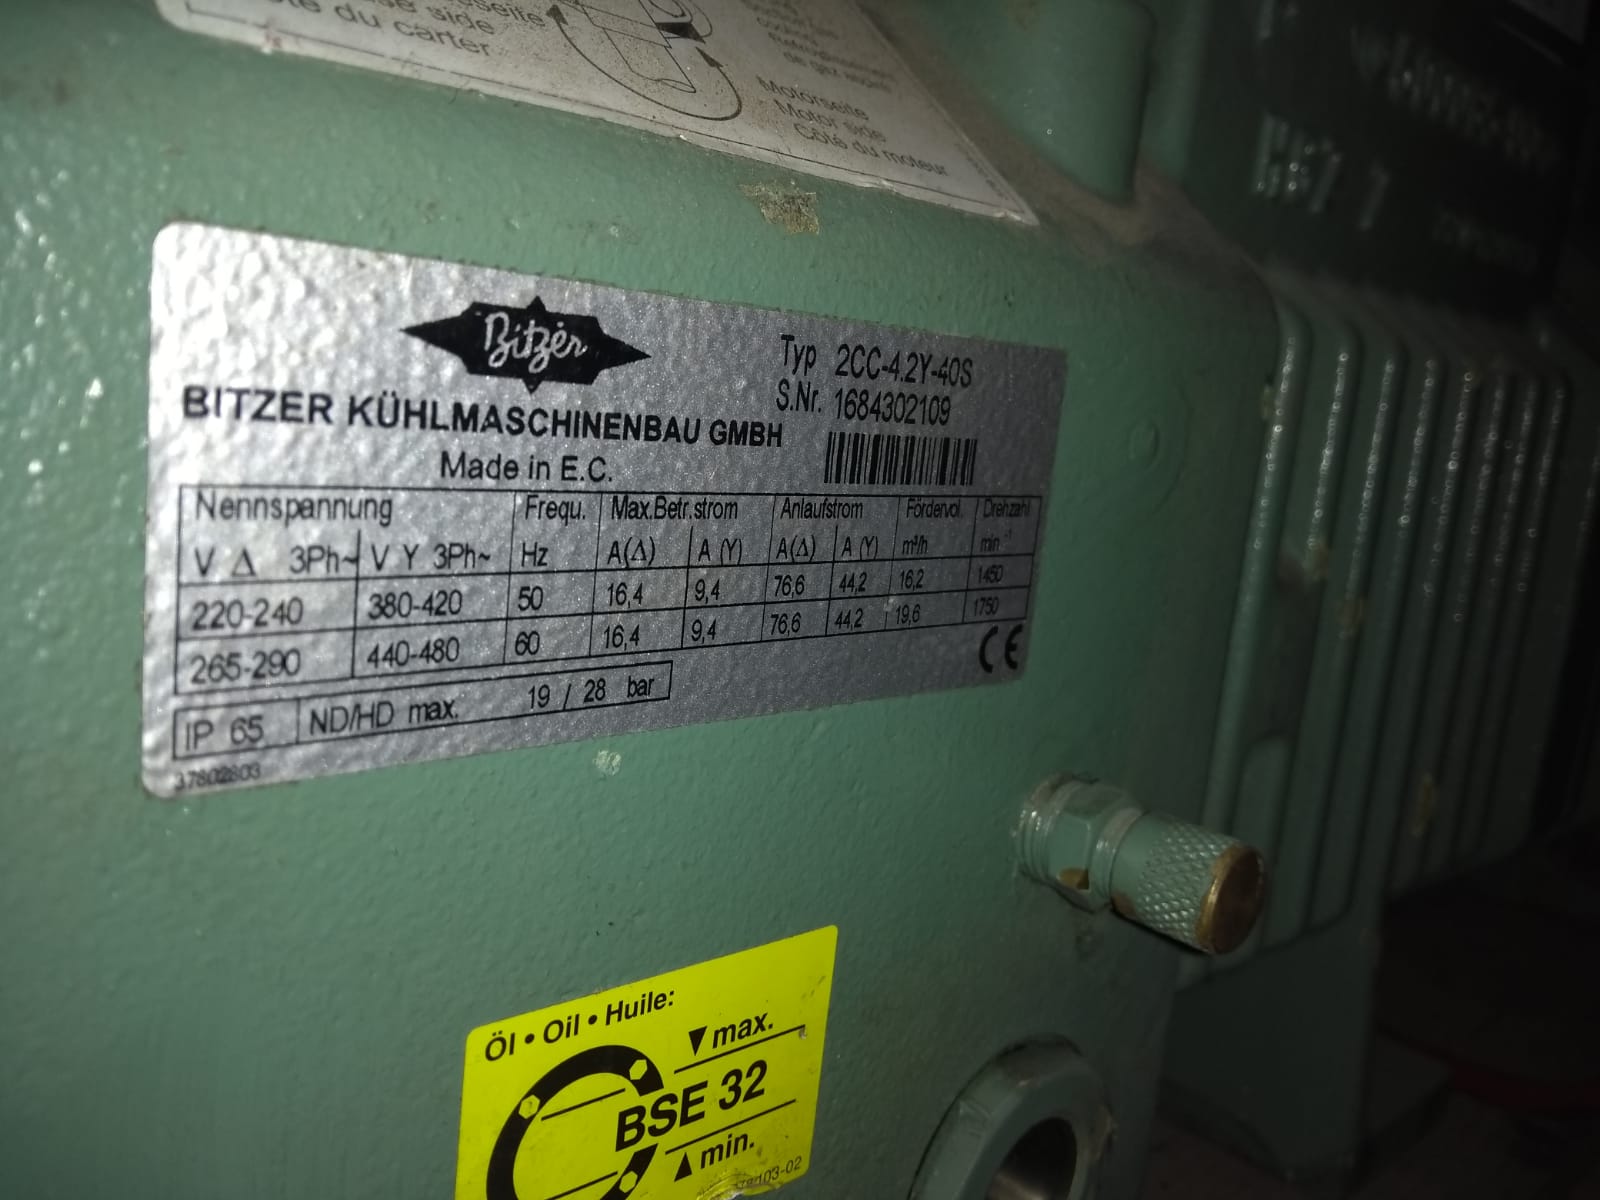 side
té du carter
Motorseite
Motor side
Côté du moteur
Bitzer
Typ 2CC-4.2Y-40S
S.Nr. 1684302109
BITZER KÜHLMASCHINENBAU GMBH
Made in E.C.
Nennspannung Frequ. Max.Betr.strom Anlaufstrom Fördervol. Drehzahl
V Δ 3Ph~ V Y 3Ph~ Hz A(Δ) A (Y) A(Δ) A (Y) m³/h min⁻¹
220-240 380-420 50 16,4 9,4 76,6 44,2 16,2 1450
265-290 440-480 60 16,4 9,4 76,6 44,2 19,6 1750
CE
IP 65 ND/HD max. 19 / 28 bar
37802803
Öl • Oil • Huile:
▼max.
BSE 32
▲min.